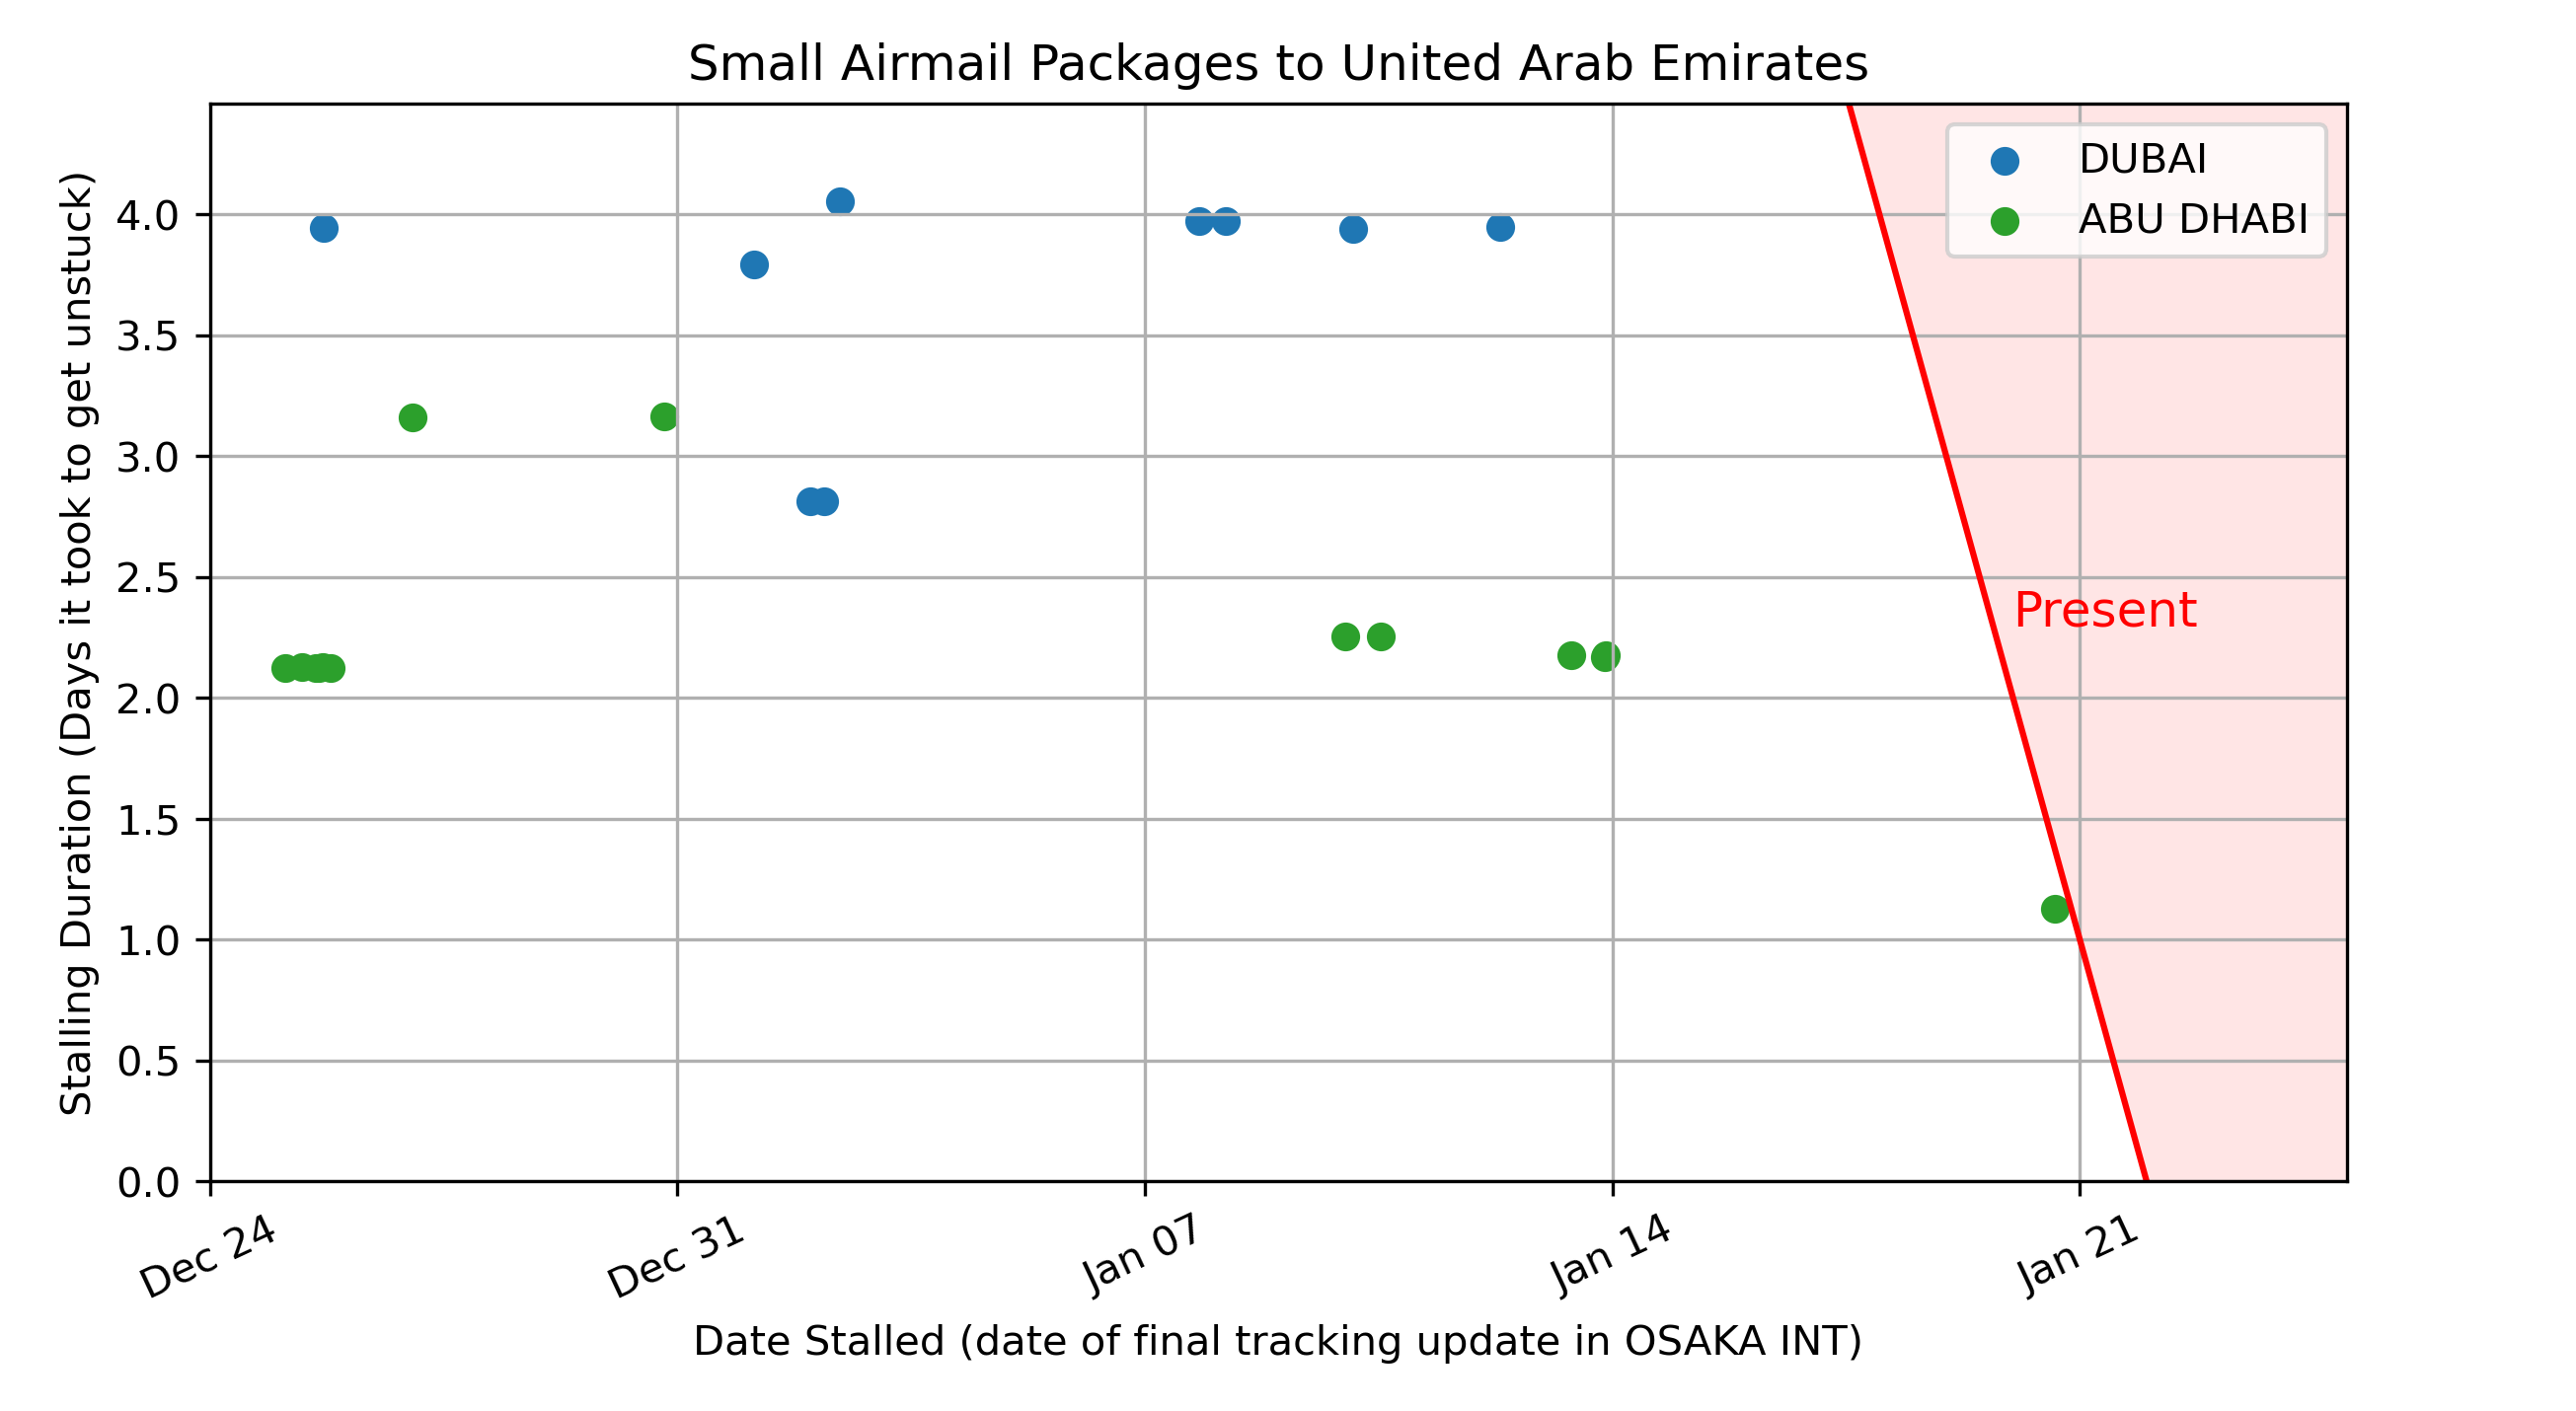 Small Airmail Packages to United Arab Emirates
DUBAI
ABU DHABI
Present
Stalling Duration (Days it took to get unstuck)
4.0
3.5
3.0
2.5
2.0
1.5
1.0
0.5
0.0
Dec 24
Dec 31
Jan 07
Jan 14
Jan 21
Date Stalled (date of final tracking update in OSAKA INT)